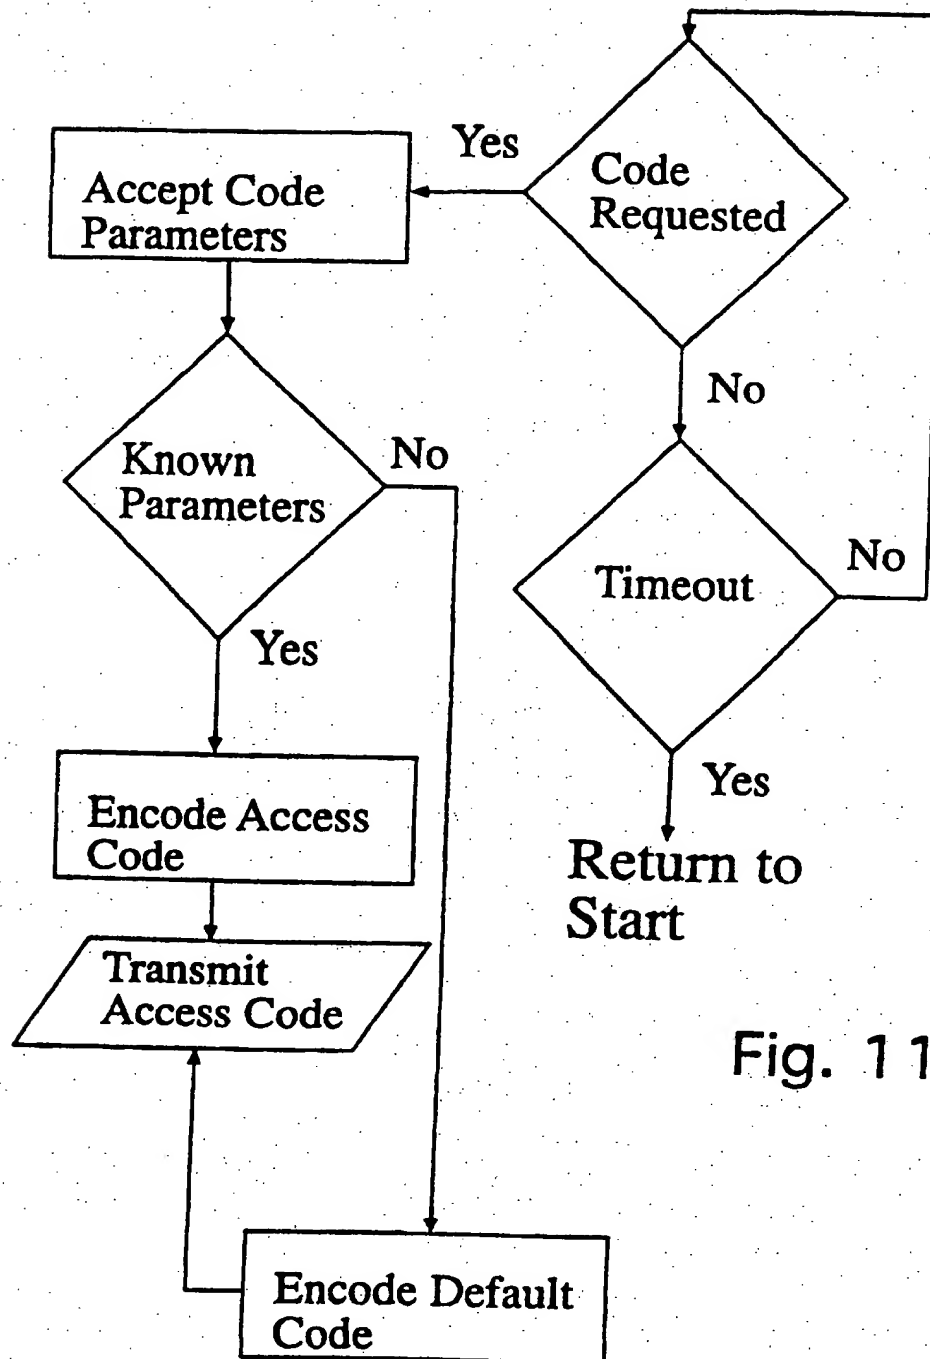 Yes
Code
Requested
Accept Code
Parameters
No
Known
Parameters
No
Timeout
No
Yes
Yes
Encode Access
Code
Return to
Start
Transmit
Access Code
Fig. 11
Encode Default
Code